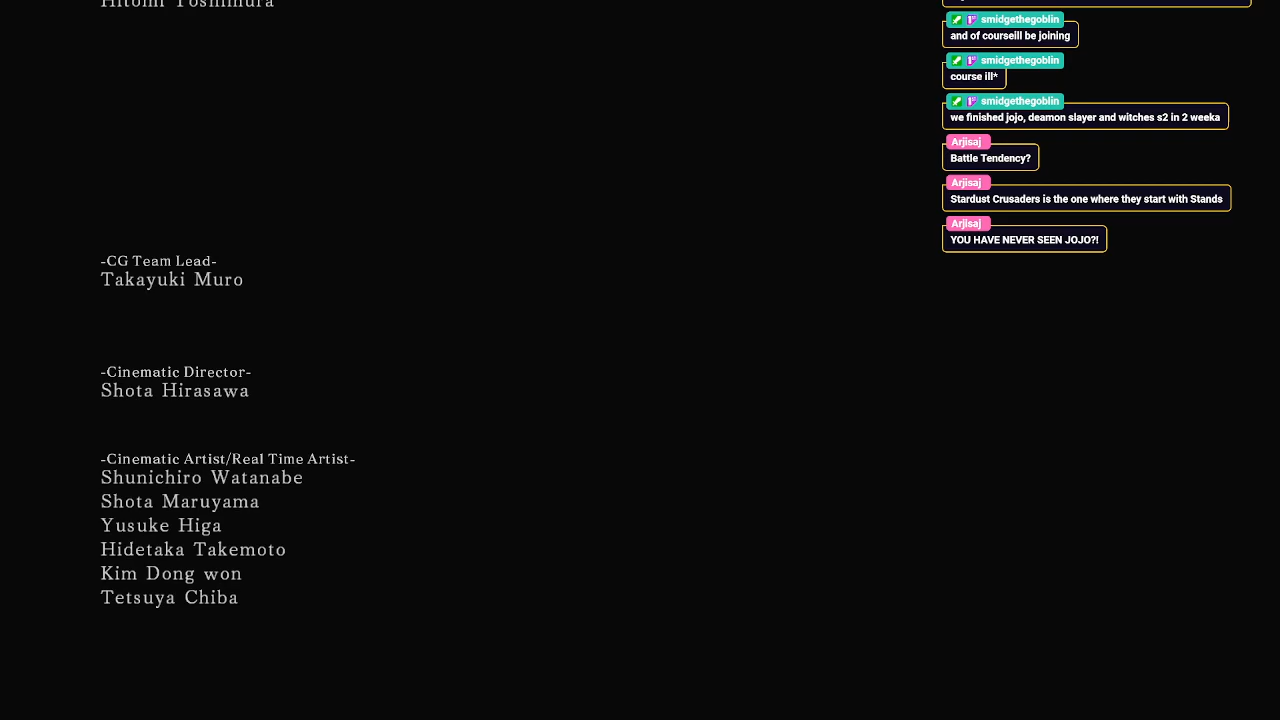 Hitomi Toshimura
-CG Team Lead-
Takayuki Muro
-Cinematic Director-
Shota Hirasawa
-Cinematic Artist/Real Time Artist-
Shunichiro Watanabe
Shota Maruyama
Yusuke Higa
Hidetaka Takemoto
Kim Dong won
Tetsuya Chiba
smidgethegoblin
and of courseill be joining
smidgethegoblin
course ill*
smidgethegoblin
we finished jojo, deamon slayer and witches s2 in 2 weeka
Arjisaj
Battle Tendency?
Arjisaj
Stardust Crusaders is the one where they start with Stands
Arjisaj
YOU HAVE NEVER SEEN JOJO?!